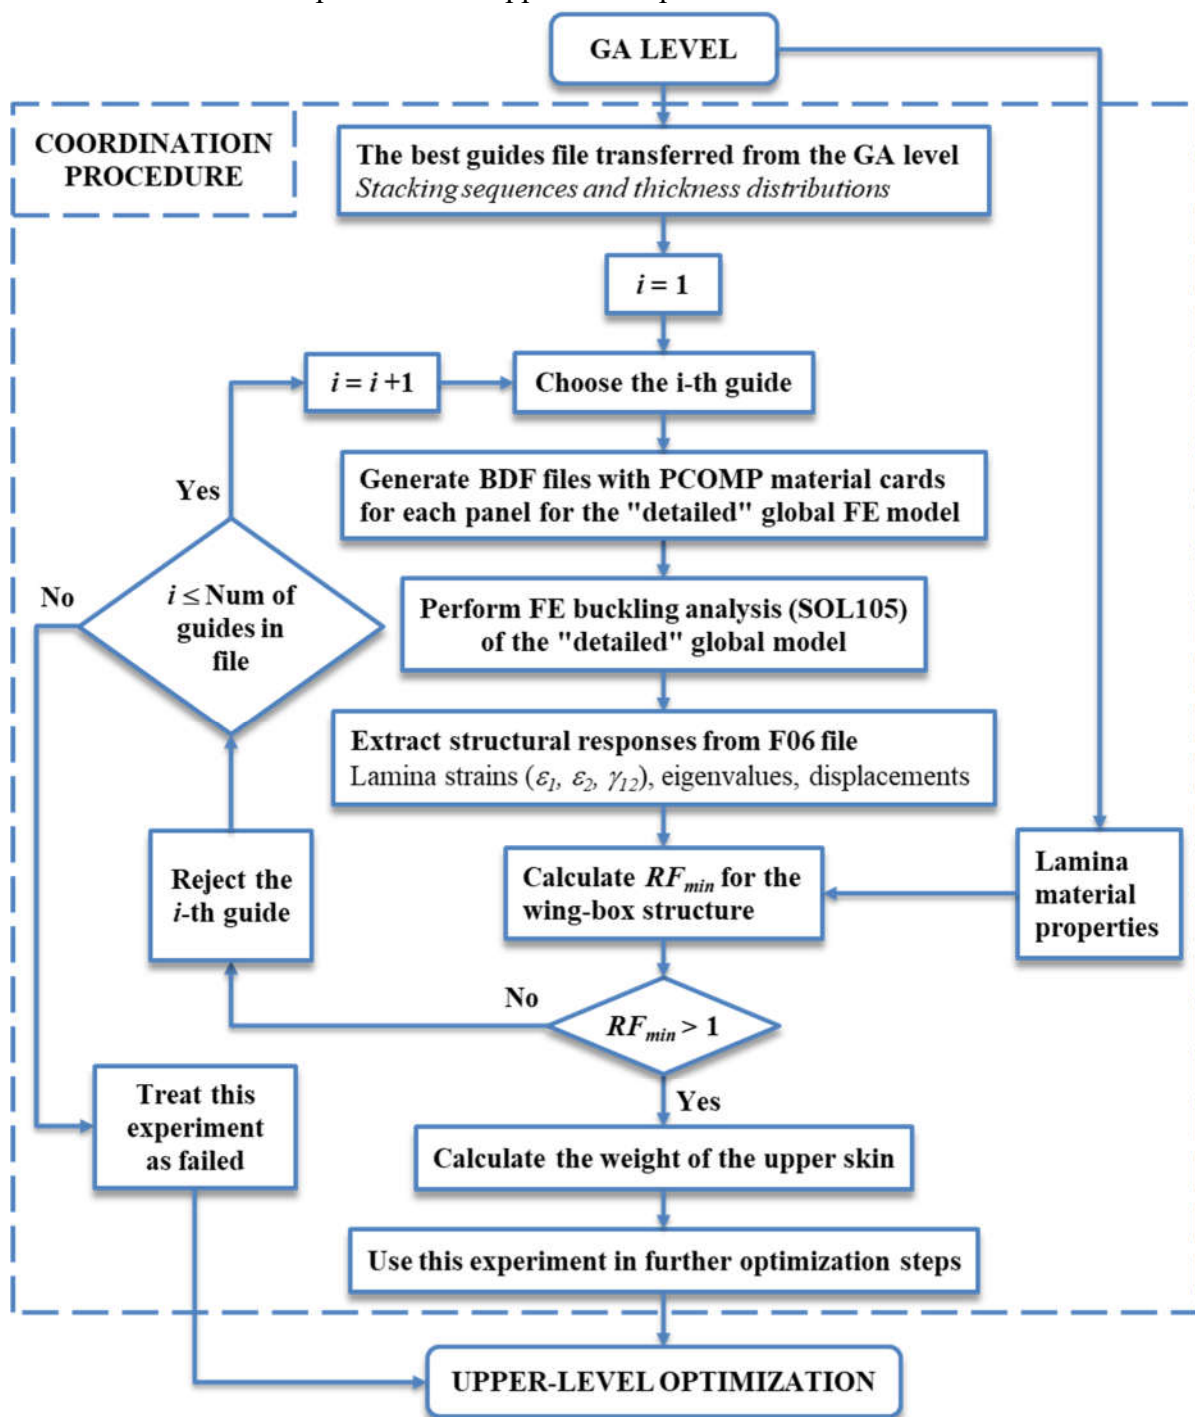 GA LEVEL
COORDINATIOIN
PROCEDURE
The best guides file transferred from the GA level
Stacking sequences and thickness distributions
i = 1
i = i +1
Choose the i-th guide
Yes
Generate BDF files with PCOMP material cards
for each panel for the "detailed" global FE model
No
i ≤ Num of
guides in
file
Perform FE buckling analysis (SOL105)
of the "detailed" global model
Extract structural responses from F06 file
Lamina strains (ε1, ε2, γ12), eigenvalues, displacements
Reject the
i-th guide
Calculate RFmin for the
wing-box structure
Lamina
material
properties
No
RFmin > 1
Yes
Treat this
experiment
as failed
Calculate the weight of the upper skin
Use this experiment in further optimization steps
UPPER-LEVEL OPTIMIZATION